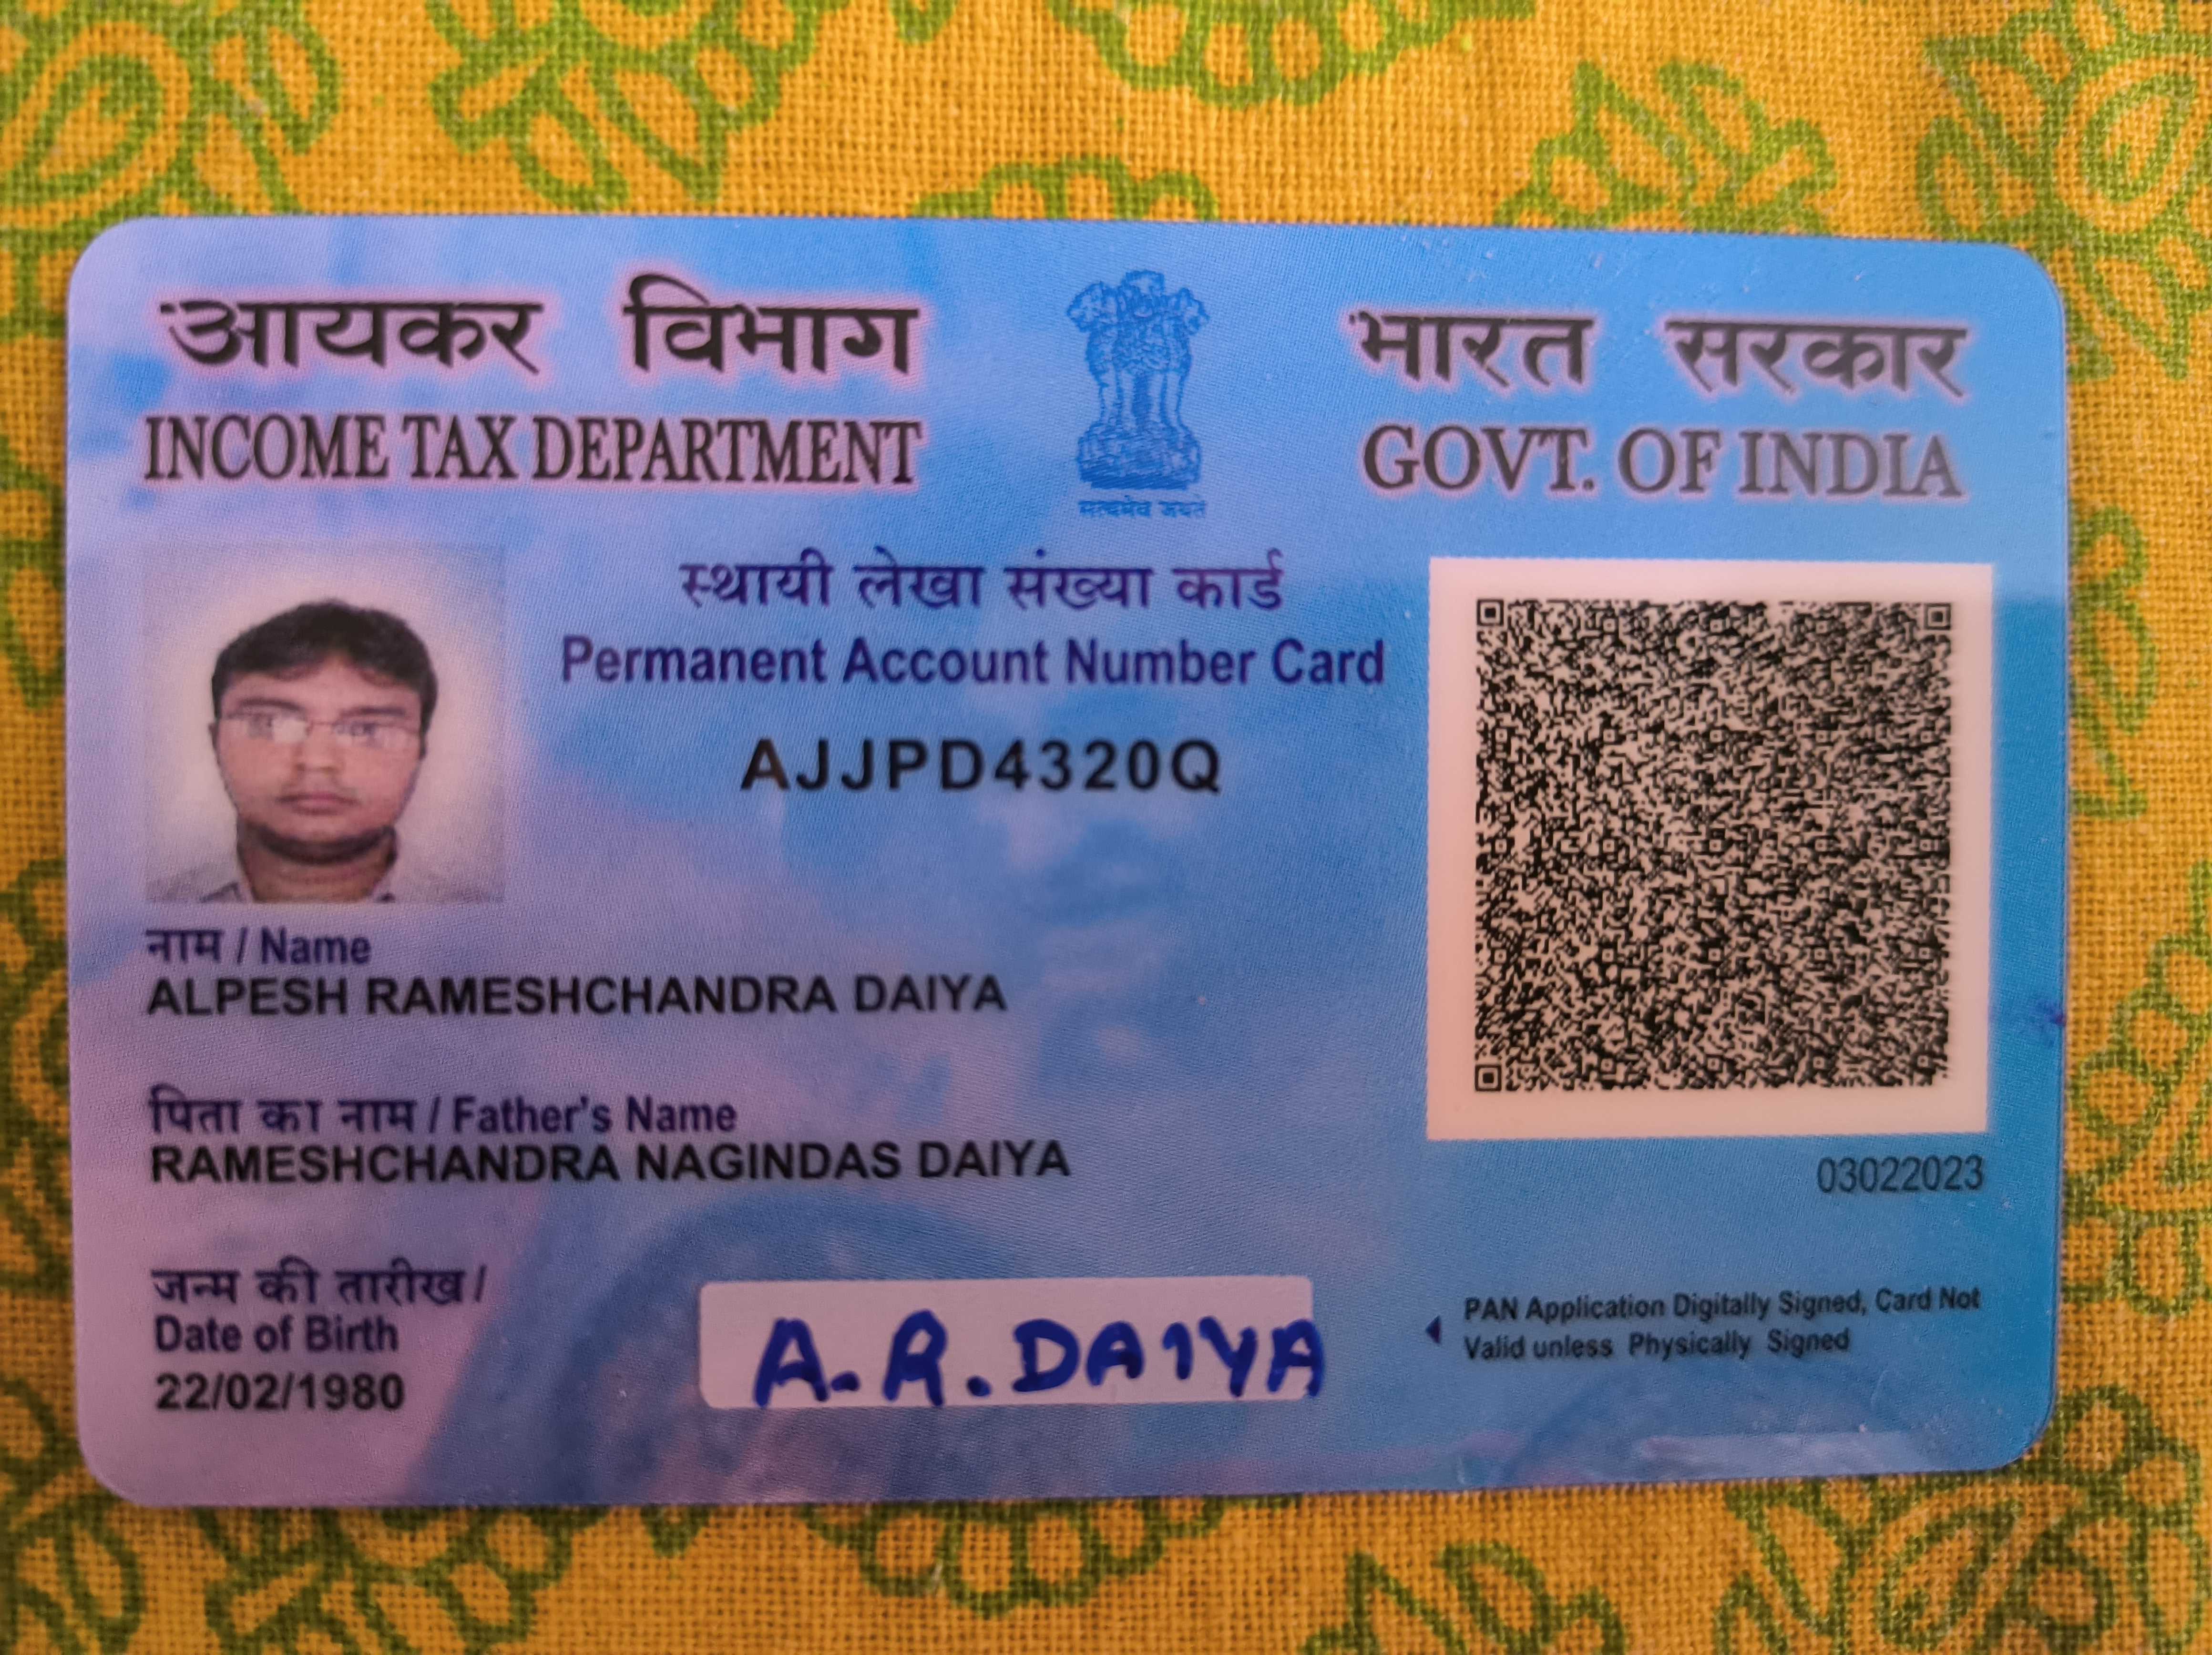 आयकर विभाग
INCOME TAX DEPARTMENT
सत्यमेव जयते
भारत सरकार
GOVT. OF INDIA
स्थायी लेखा संख्या कार्ड
Permanent Account Number Card
AJJPD4320Q
नाम / Name
ALPESH RAMESHCHANDRA DAIYA
पिता का नाम / Father's Name
RAMESHCHANDRA NAGINDAS DAIYA
03022023
जन्म की तारीख /
Date of Birth
22/02/1980
A. R. DAIYA
PAN Application Digitally Signed, Card Not
Valid unless Physically Signed